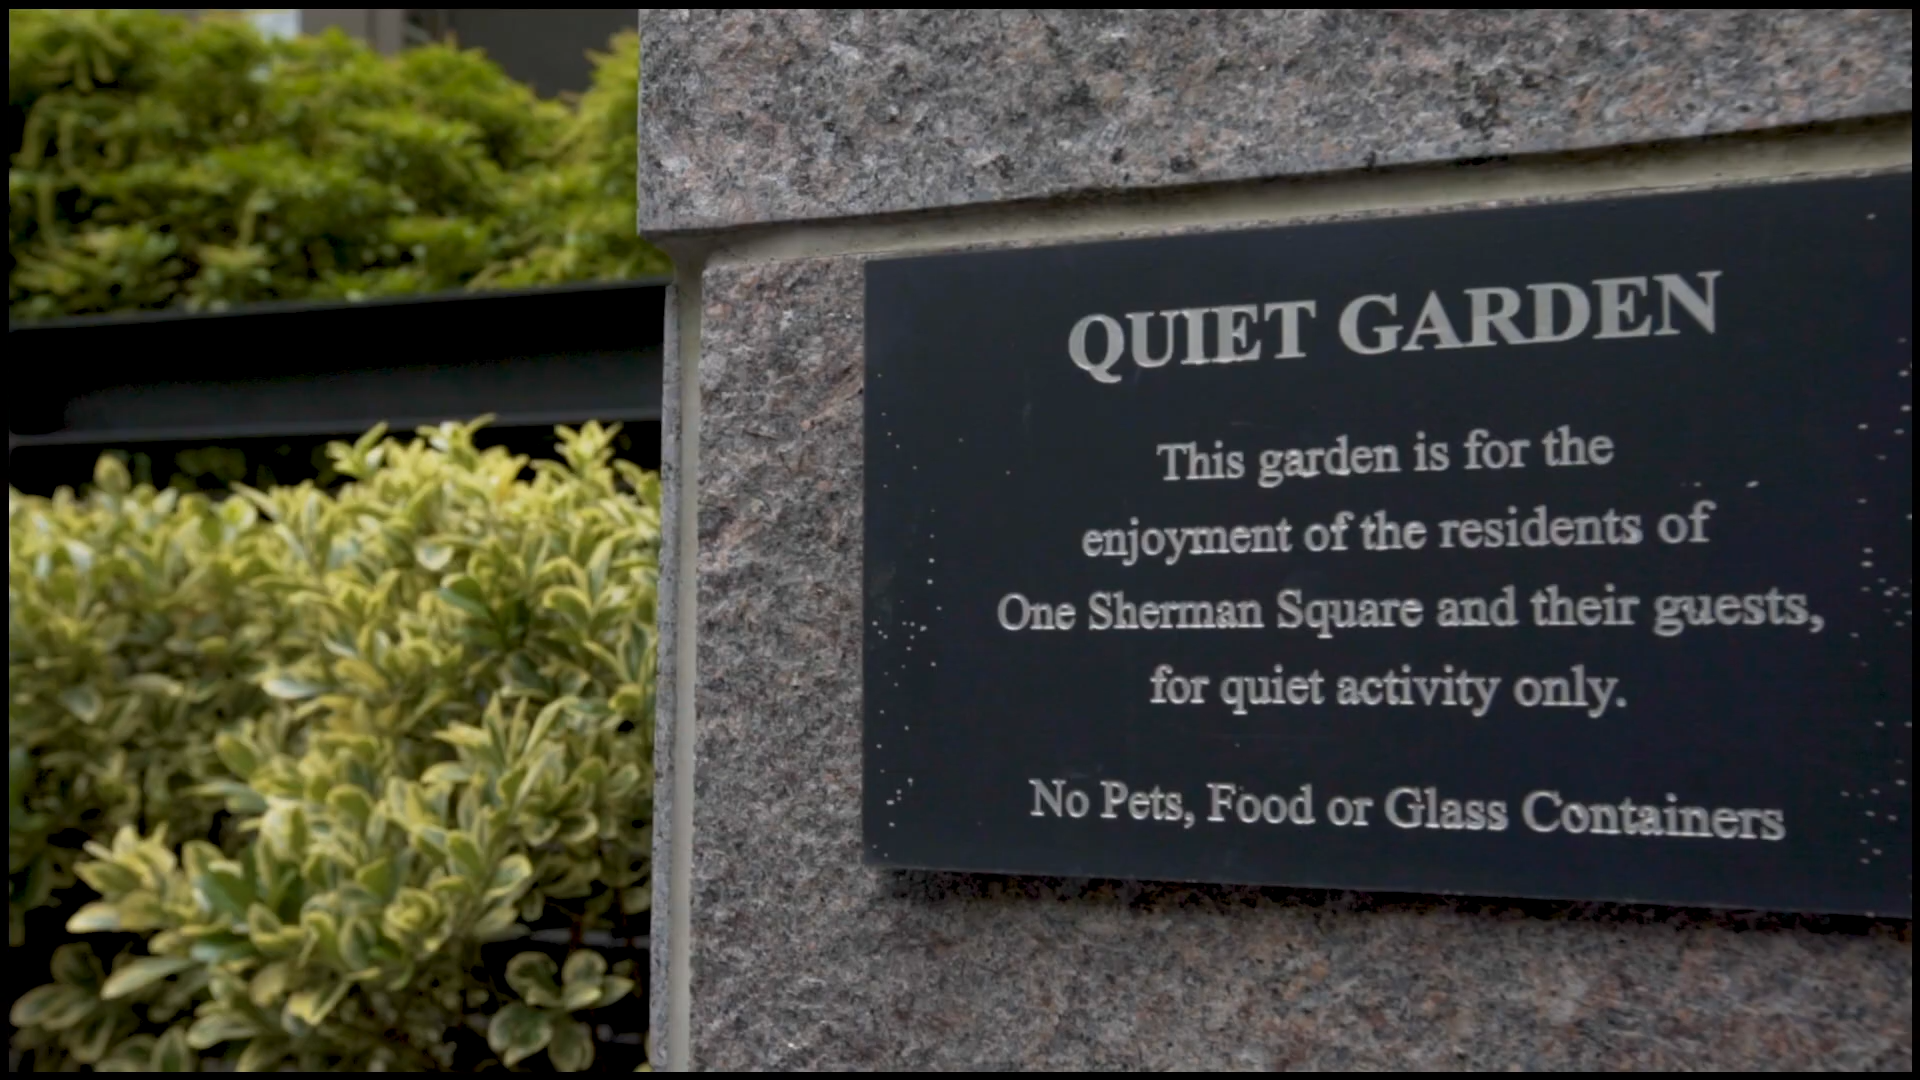 QUIET GARDEN
This garden is for the
enjoyment of the residents of
One Sherman Square and their guests,
for quiet activity only.
No Pets, Food or Glass Containers